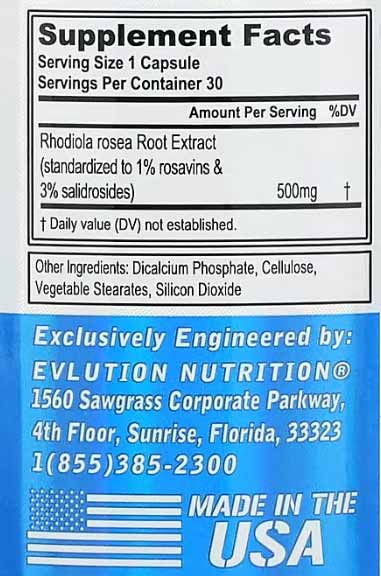 Supplement Facts
Serving Size 1 Capsule
Servings Per Container 30
Amount Per Serving %DV
Rhodiola rosea Root Extract
(standardized to 1% rosavins &
3% salidrosides) 500mg †
† Daily value (DV) not established.
Other Ingredients: Dicalcium Phosphate, Cellulose,
Vegetable Stearates, Silicon Dioxide
Exclusively Engineered by:
EVLUTION NUTRITION®
1560 Sawgrass Corporate Parkway,
4th Floor, Sunrise, Florida, 33323
1(855)385-2300
MADE IN THE
USA